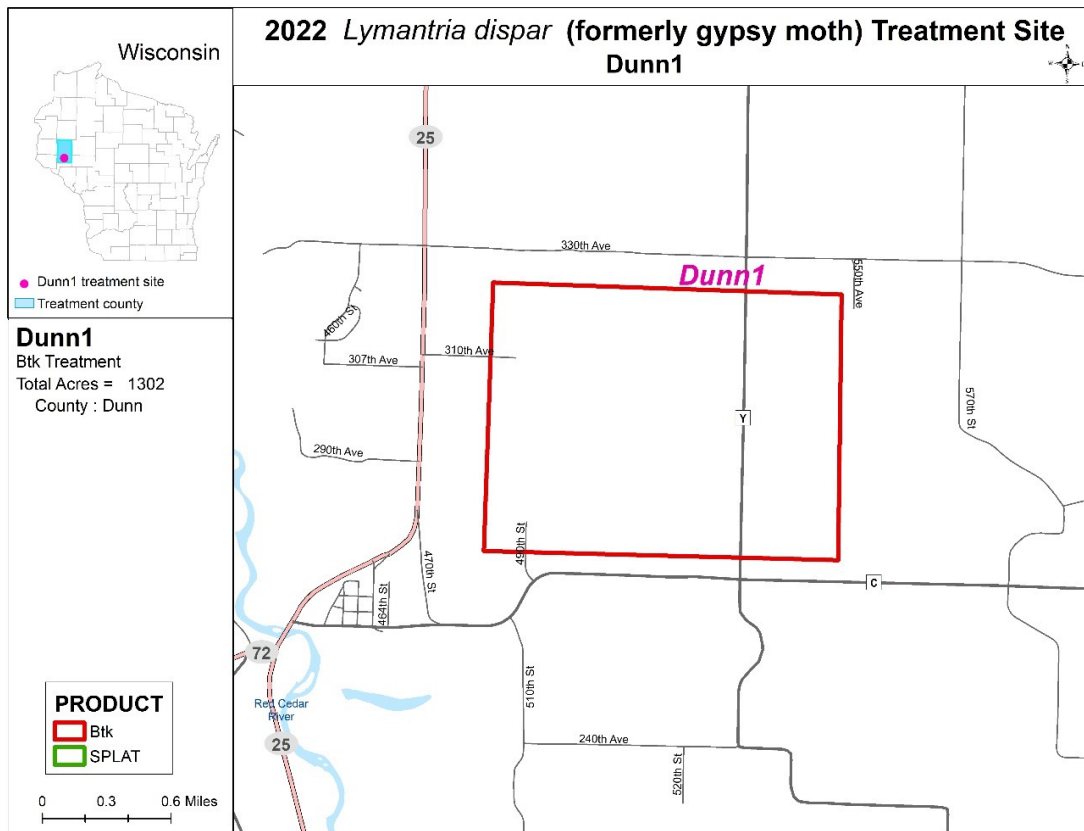 2022 Lymantria dispar (formerly gypsy moth) Treatment Site
Dunn1
Wisconsin
Dunn1 treatment site
Treatment county
Dunn1
Btk Treatment
Total Acres = 1302
County : Dunn
PRODUCT
Btk
SPLAT
0 0.3 0.6 Miles
25
330th Ave
Dunn1
550th Ave
460th St
307th Ave
310th Ave
Y
570th St
290th Ave
490th St
470th St
464th St
C
72
Red Cedar
River
510th St
25
240th Ave
520th St